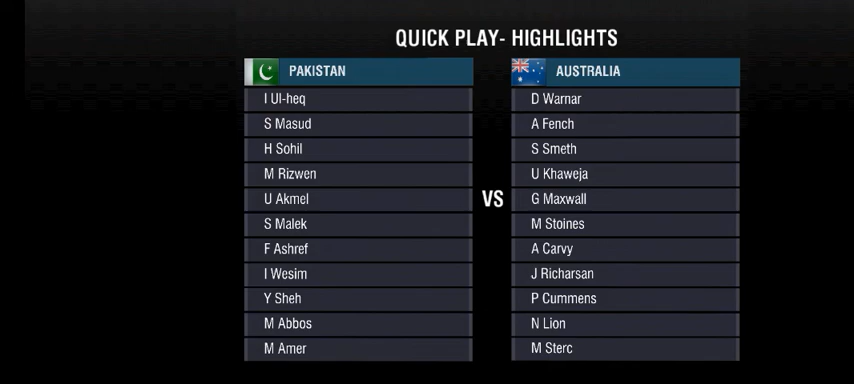 QUICK PLAY- HIGHLIGHTS
PAKISTAN
I Ul-heq
S Masud
H Sohil
M Rizwen
U Akmel
S Malek
F Ashref
I Wesim
Y Sheh
M Abbos
M Amer
VS
AUSTRALIA
D Warnar
A Fench
S Smeth
U Khaweja
G Maxwall
M Stoines
A Carvy
J Richarsan
P Cummens
N Lion
M Sterc